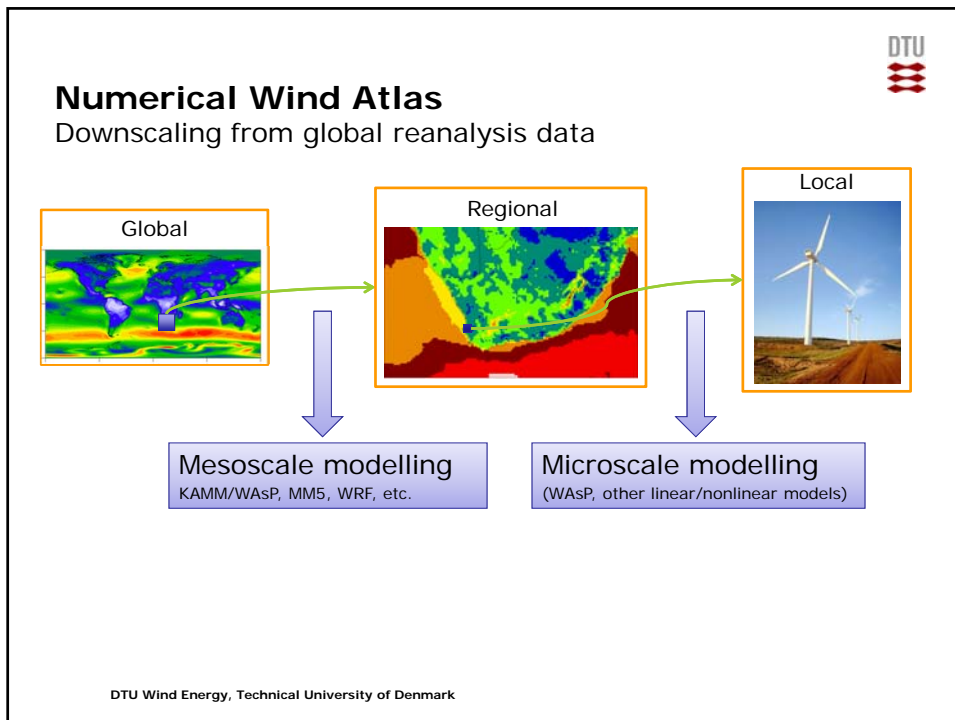 DTU
Numerical Wind Atlas
Downscaling from global reanalysis data
Global
Regional
Local
Mesoscale modelling
KAMM/WAsP, MM5, WRF, etc.
Microscale modelling
(WAsP, other linear/nonlinear models)
DTU Wind Energy, Technical University of Denmark